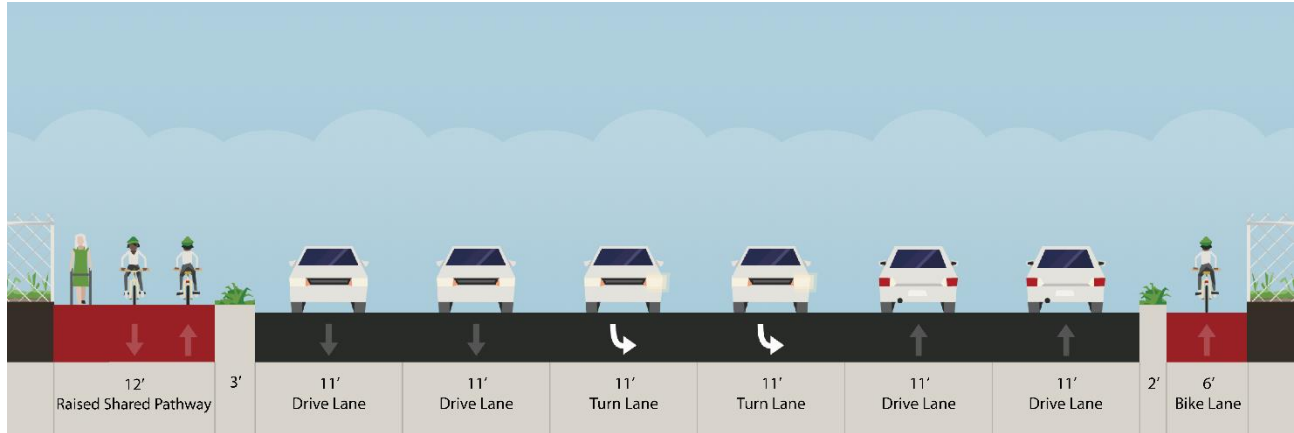 12’
Raised Shared Pathway
3’
11’
Drive Lane
11’
Drive Lane
11’
Turn Lane
11’
Turn Lane
11’
Drive Lane
11’
Drive Lane
2’
6’
Bike Lane